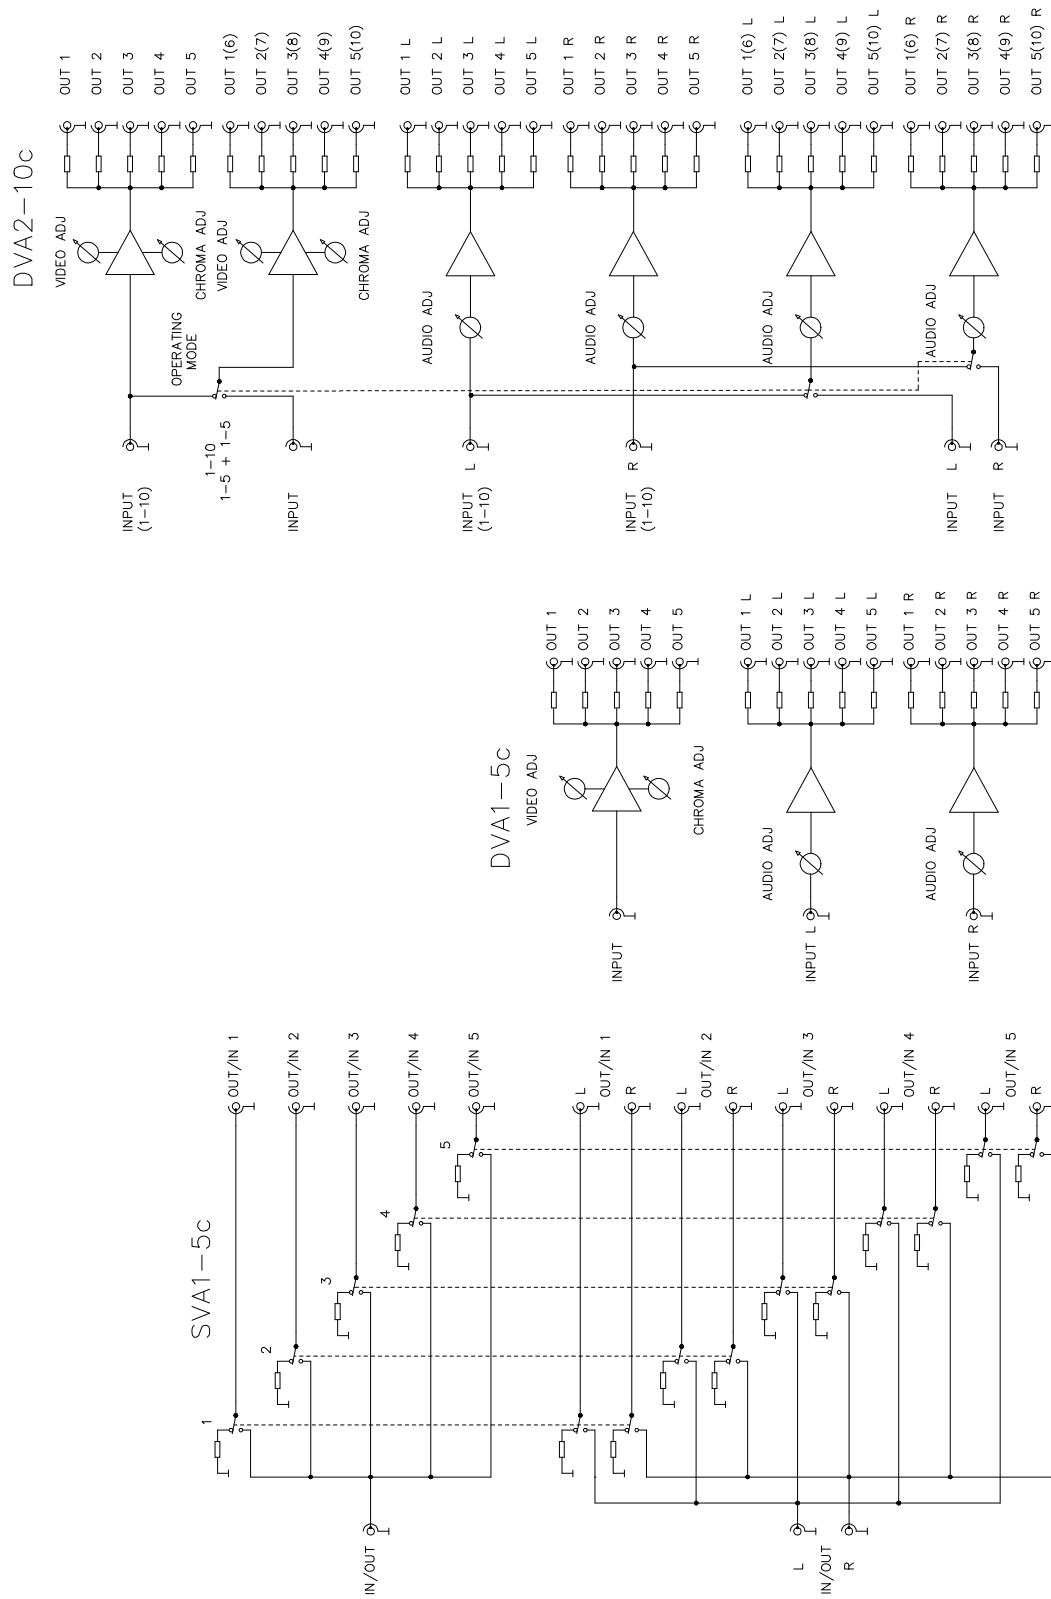 DVA2-10c
VIDEO ADJ
CHROMA ADJ
VIDEO ADJ
CHROMA ADJ
OPERATING
MODE
1-10
1-5 + 1-5
INPUT
(1-10)
INPUT
OUT 1
OUT 2
OUT 3
OUT 4
OUT 5
OUT 1(6)
OUT 2(7)
OUT 3(8)
OUT 4(9)
OUT 5(10)
AUDIO ADJ
AUDIO ADJ
AUDIO ADJ
AUDIO ADJ
INPUT L
(1-10)
INPUT R
(1-10)
INPUT L
INPUT R
OUT 1 L
OUT 2 L
OUT 3 L
OUT 4 L
OUT 5 L
OUT 1 R
OUT 2 R
OUT 3 R
OUT 4 R
OUT 5 R
OUT 1(6) L
OUT 2(7) L
OUT 3(8) L
OUT 4(9) L
OUT 5(10) L
OUT 1(6) R
OUT 2(7) R
OUT 3(8) R
OUT 4(9) R
OUT 5(10) R
DVA1-5c
VIDEO ADJ
CHROMA ADJ
INPUT
OUT 1
OUT 2
OUT 3
OUT 4
OUT 5
AUDIO ADJ
AUDIO ADJ
INPUT L
INPUT R
OUT 1 L
OUT 2 L
OUT 3 L
OUT 4 L
OUT 5 L
OUT 1 R
OUT 2 R
OUT 3 R
OUT 4 R
OUT 5 R
SVA1-5c
1
2
3
4
5
IN/OUT
OUT/IN 1
OUT/IN 2
OUT/IN 3
OUT/IN 4
OUT/IN 5
L
IN/OUT
R
L
OUT/IN 1
R
L
OUT/IN 2
R
L
OUT/IN 3
R
L
OUT/IN 4
R
L
OUT/IN 5
R